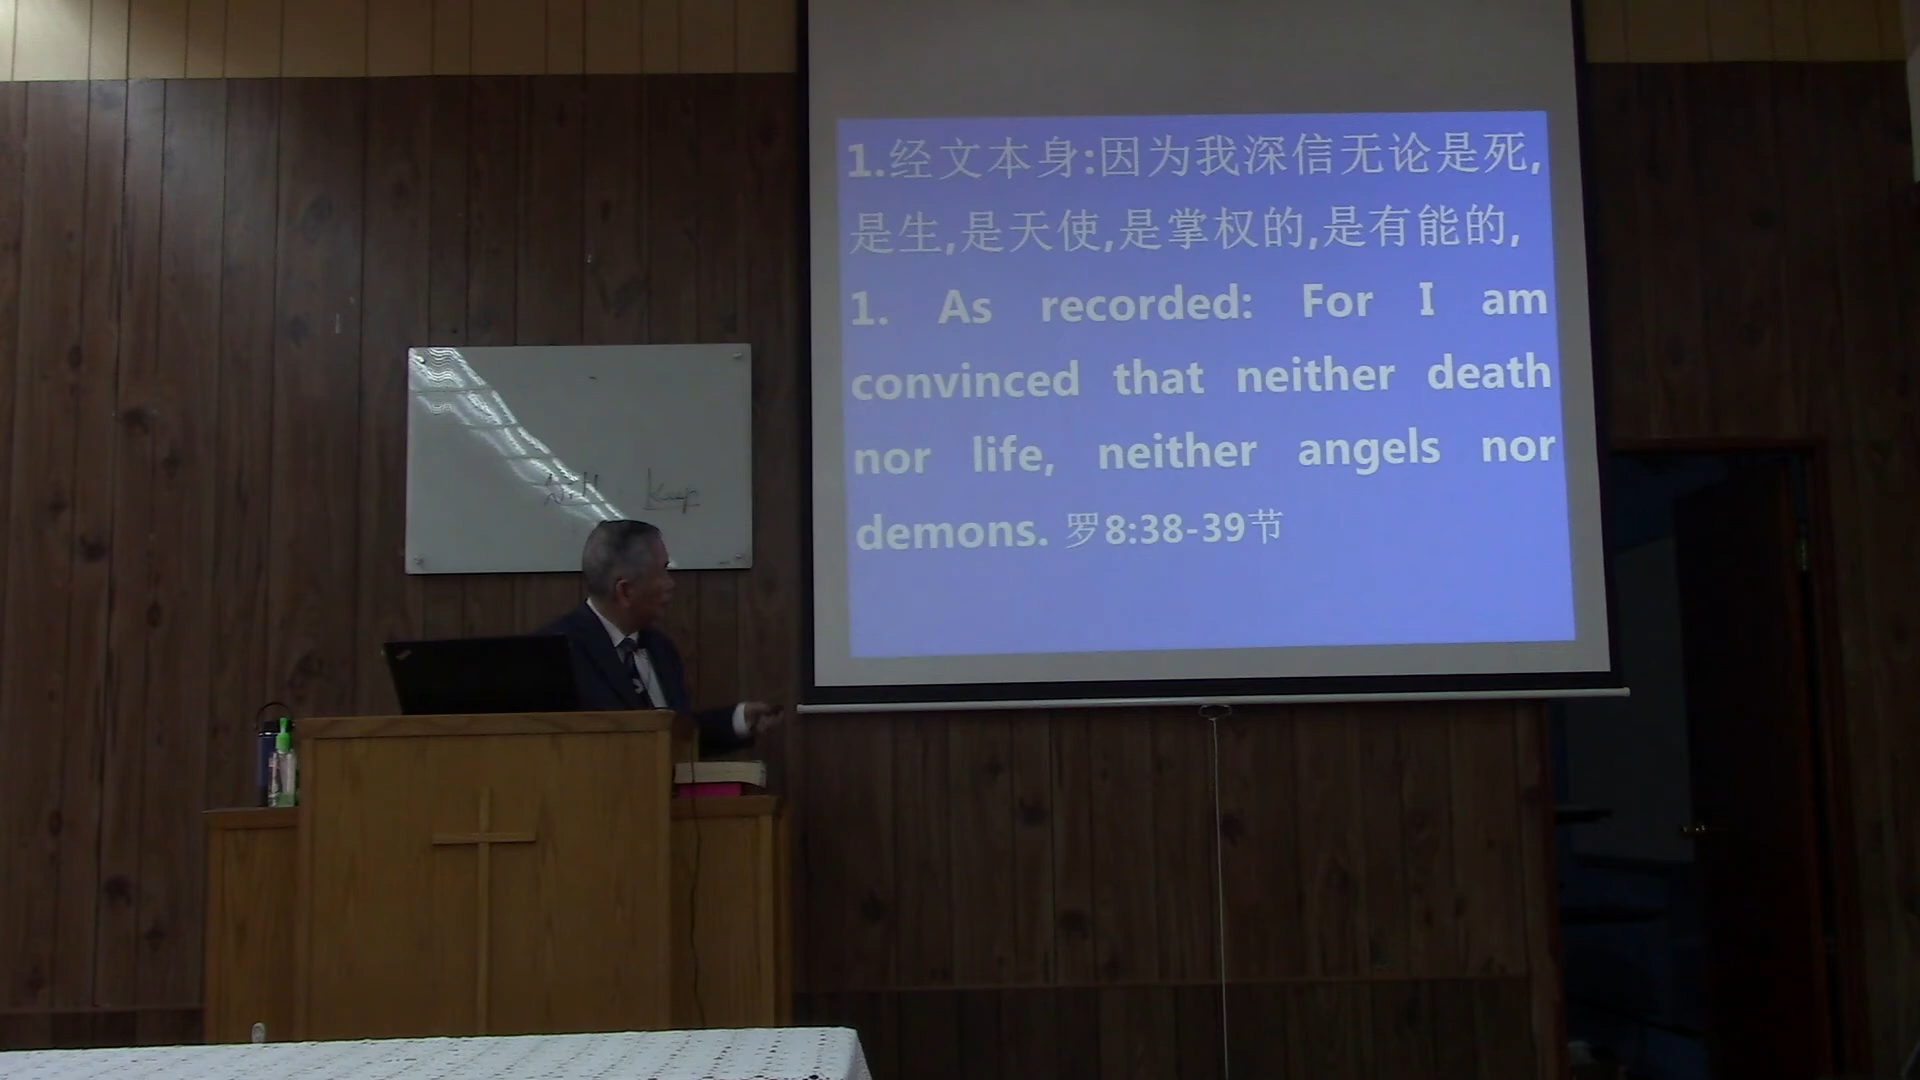 1.经文本身:因为我深信无论是死,
是生,是天使,是掌权的,是有能的,
1. As recorded: For I am
convinced that neither death
nor life, neither angels nor
demons. 罗8:38-39节